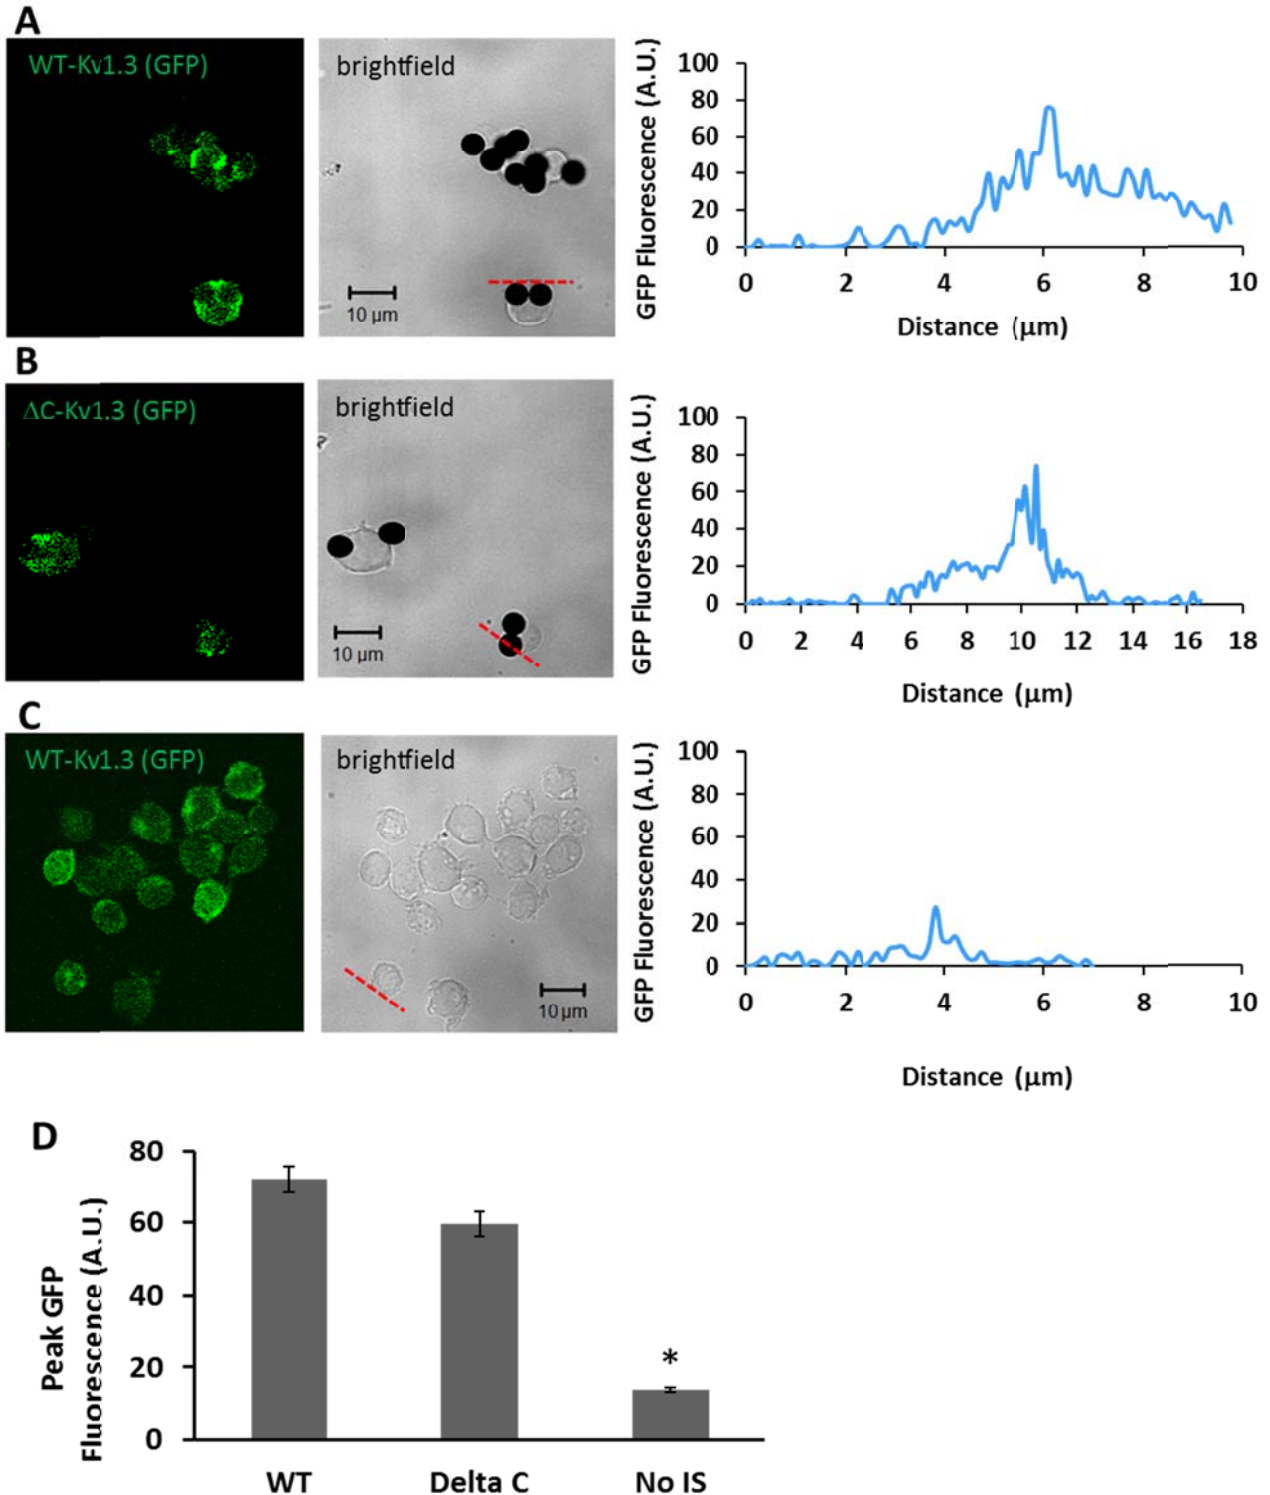 A
WT-Kv1.3 (GFP)
brightfield
10 µm
GFP Fluorescence (A.U.)
100
80
60
40
20
0
0 2 4 6 8 10
Distance (µm)
B
ΔC-Kv1.3 (GFP)
brightfield
10 µm
GFP Fluorescence (A.U.)
100
80
60
40
20
0
0 2 4 6 8 10 12 14 16 18
Distance (µm)
C
WT-Kv1.3 (GFP)
brightfield
10 µm
GFP Fluorescence (A.U.)
100
80
60
40
20
0
0 2 4 6 8 10
Distance (µm)
D
Peak GFP
Fluorescence (A.U.)
80
60
40
20
0
*
WT Delta C No IS